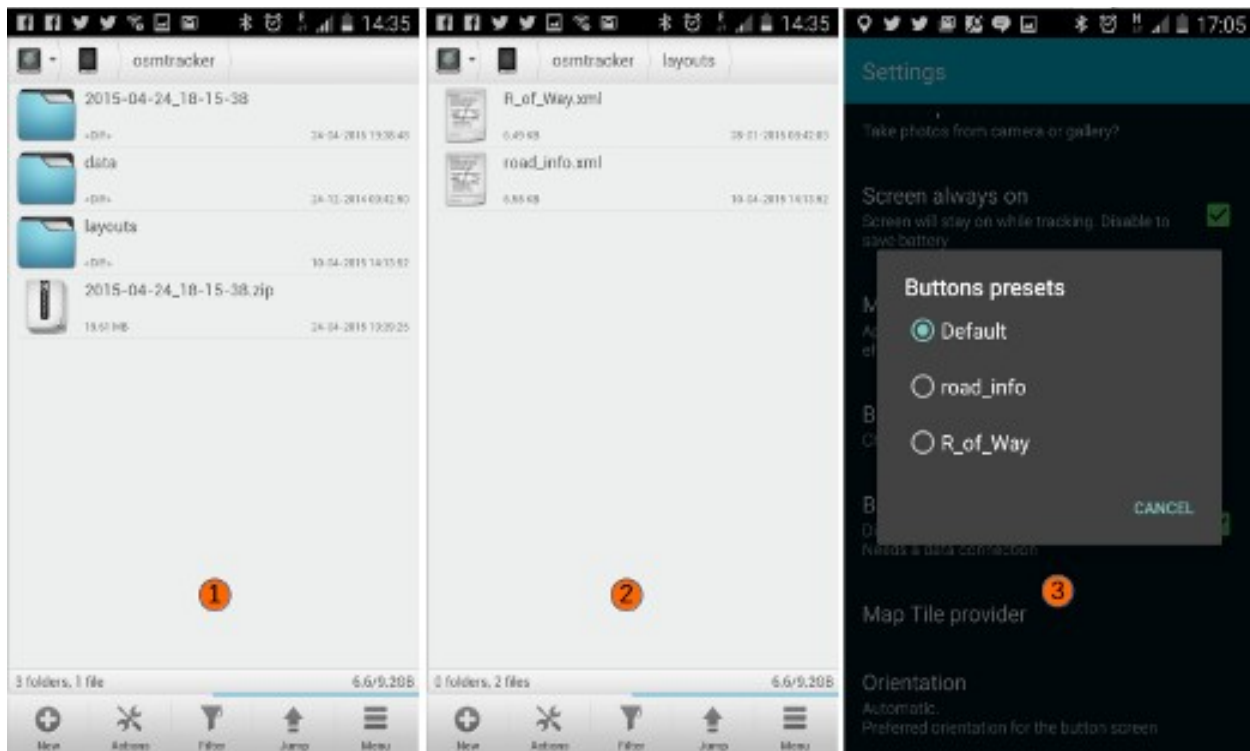 14:35
osmtracker
2015-04-24_18-15-38
<DIR>
data
<DIR>
layouts
<DIR>
2015-04-24_18-15-38.zip
1
3 folders, 1 file
New Actions Filter Jump Menu
14:35
osmtracker layouts
R_of_Way.xml
road_info.xml
2
0 folders, 2 files
New Actions Filter Jump Menu
17:05
Settings
Take photos from camera or gallery?
Screen always on
Screen will stay on while tracking. Disable to
save battery
Buttons presets
Default
road_info
R_of_Way
CANCEL
Needs a data connection
3
Map Tile provider
Orientation
Automatic.
Preferred orientation for the button screen